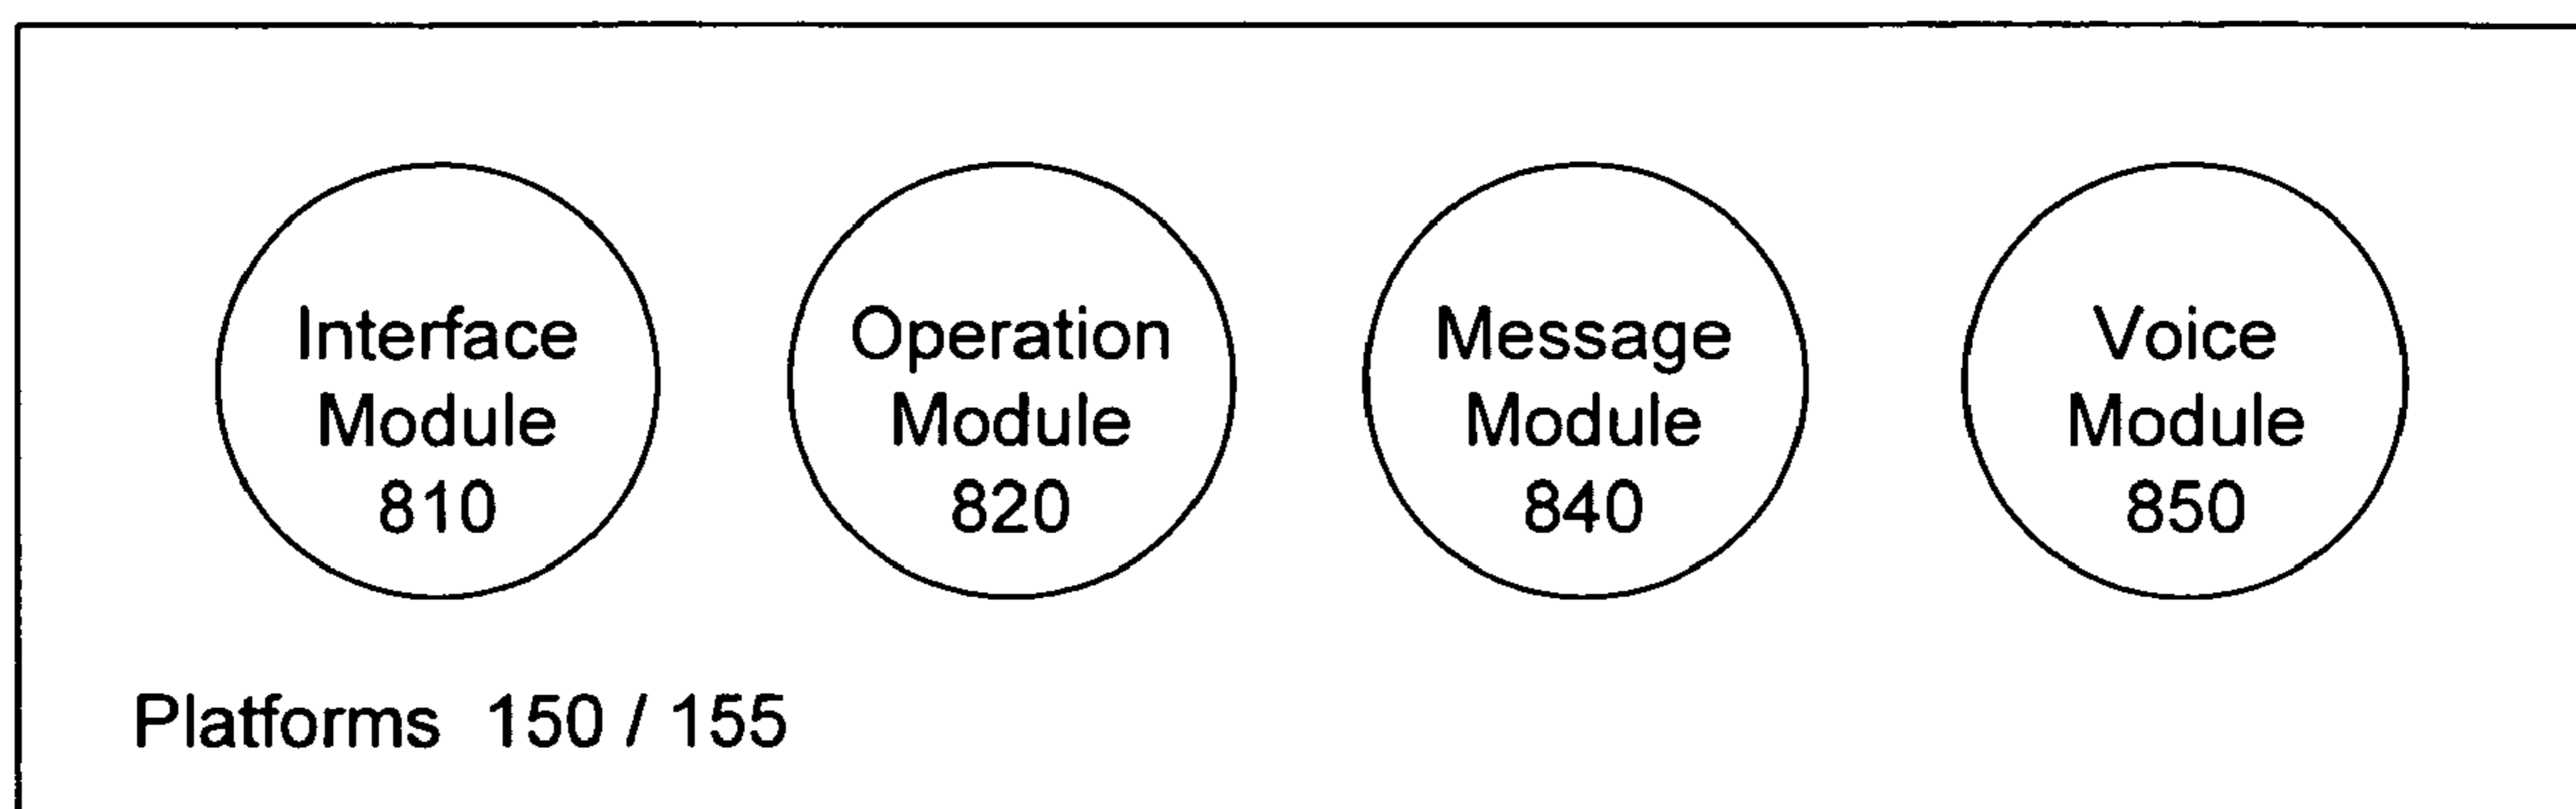 Interface
Module
810
Operation
Module
820
Message
Module
840
Voice
Module
850
Platforms 150 / 155